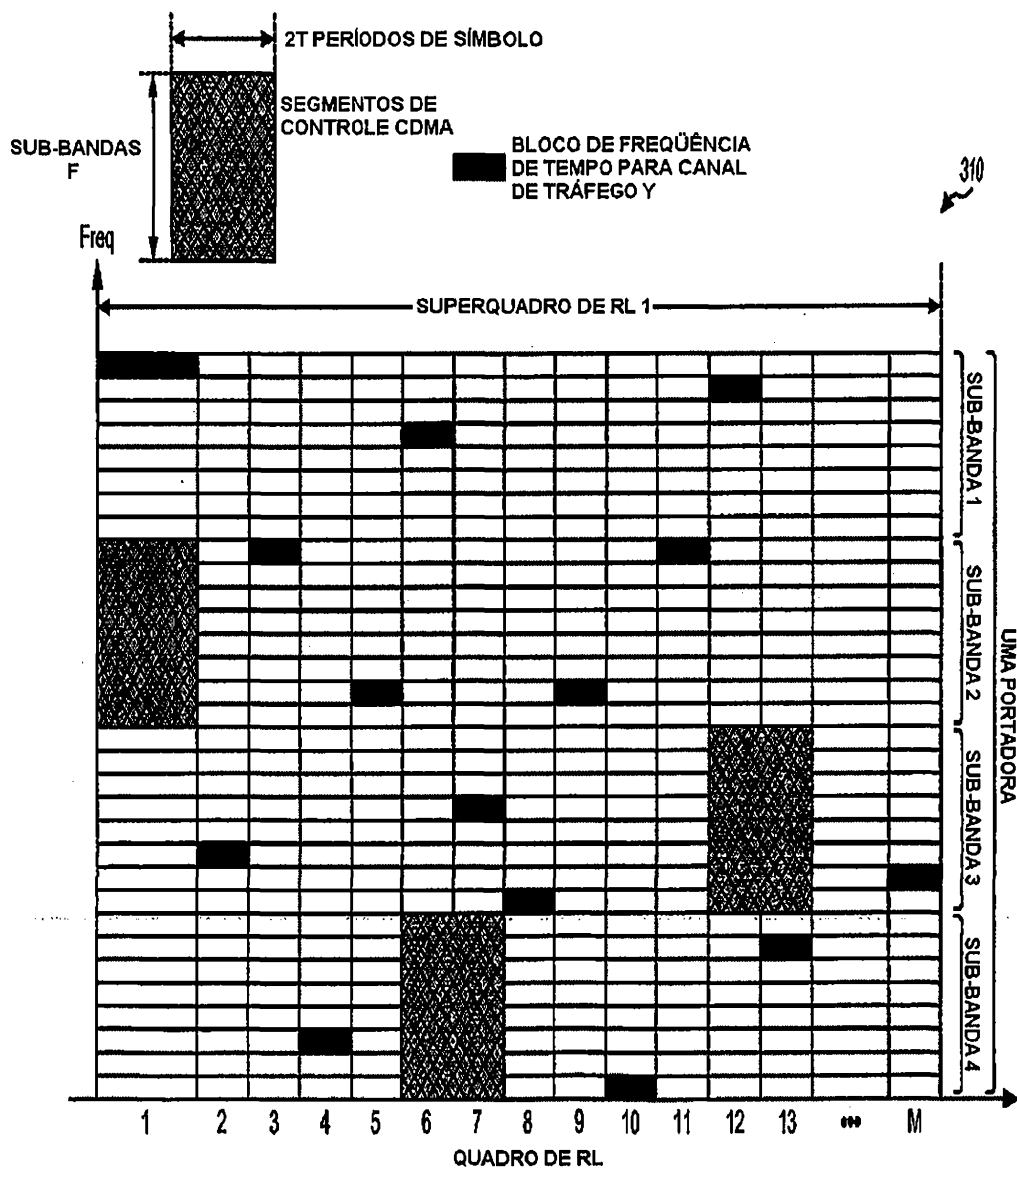 2T PERÍODOS DE SÍMBOLO
SEGMENTOS DE
CONTROLE CDMA
SUB-BANDAS
F
BLOCO DE FREQÜÊNCIA
DE TEMPO PARA CANAL
DE TRÁFEGO Y
310
Freq
SUPERQUADRO DE RL 1
SUB-BANDA 1
SUB-BANDA 2
SUB-BANDA 3
SUB-BANDA 4
UMA PORTADORA
1 2 3 4 5 6 7 8 9 10 11 12 13 ••• M
QUADRO DE RL